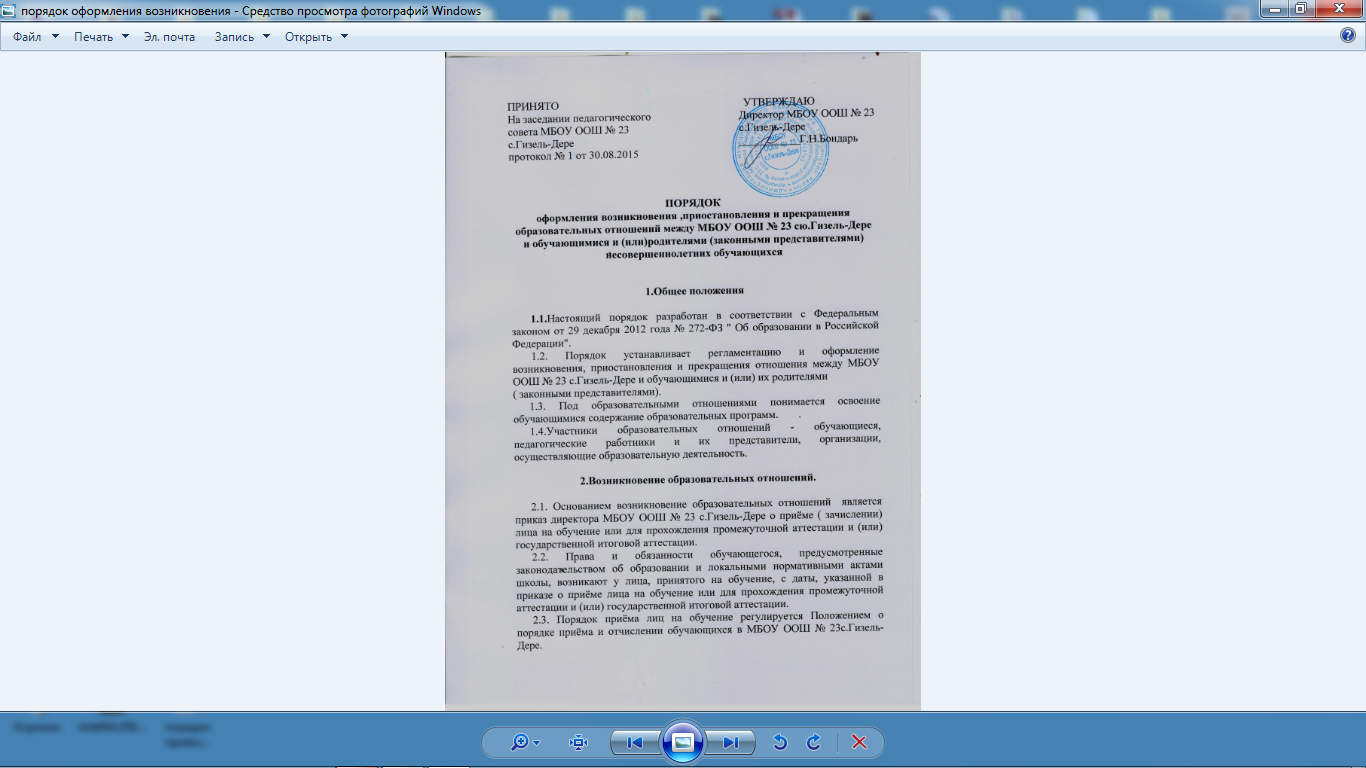 порядок оформления возникновения - Средство просмотра фотографий Windows
Файл Печать Эл. почта Запись Открыть
ПРИНЯТО
На заседании педагогического
совета МБОУ ООШ № 23
с.Гизель-Дере
протокол № 1 от 30.08.2015
УТВЕРЖДАЮ
Директор МБОУ ООШ № 23
с.Гизель-Дере
Г.Н.Бондарь
ПОРЯДОК
оформления возникновения ,приостановления и прекращения
образовательных отношений между МБОУ ООШ № 23 сю.Гизель-Дере
и обучающимися и (или)родителями (законными представителями)
несовершеннолетних обучающихся
1.Общее положения
1.1.Настоящий порядок разработан в соответствии с Федеральным
законом от 29 декабря 2012 года № 272-ФЗ " Об образовании в Российской
Федерации".
1.2. Порядок устанавливает регламентацию и оформление
возникновения, приостановления и прекращения отношения между МБОУ
ООШ № 23 с.Гизель-Дере и обучающимися и (или) их родителями
( законными представителями).
1.3. Под образовательными отношениями понимается освоение
обучающимися содержание образовательных программ.
1.4.Участники образовательных отношений - обучающиеся,
педагогические работники и их представители, организации,
осуществляющие образовательную деятельность.
2.Возникновение образовательных отношений.
2.1. Основанием возникновение образовательных отношений является
приказ директора МБОУ ООШ № 23 с.Гизель-Дере о приёме ( зачислении)
лица на обучение или для прохождения промежуточной аттестации и (или)
государственной итоговой аттестации.
2.2. Права и обязанности обучающегося, предусмотренные
законодательством об образовании и локальными нормативными актами
школы, возникают у лица, принятого на обучение, с даты, указанной в
приказе о приёме лица на обучение или для прохождения промежуточной
аттестации и (или) государственной итоговой аттестации.
2.3. Порядок приёма лиц на обучение регулируется Положением о
порядке приёма и отчислении обучающихся в МБОУ ООШ № 23с.Гизель-
Дере.